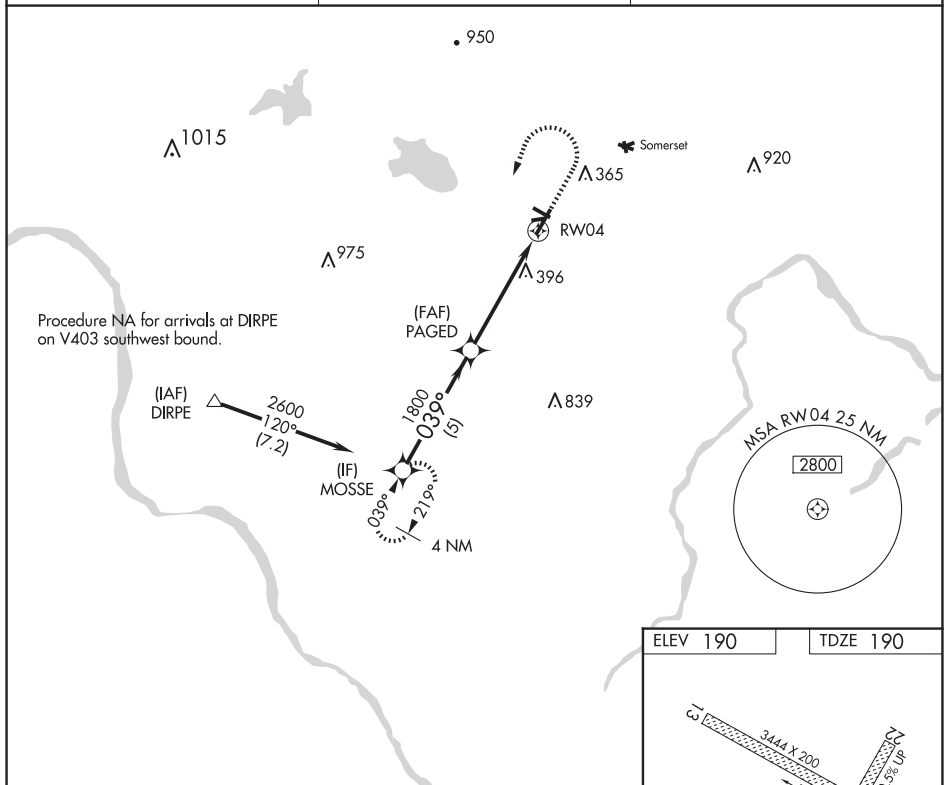 950
1015
Somerset
920
365
RW04
975
396
Procedure NA for arrivals at DIRPE
on V403 southwest bound.
(FAF)
PAGED
(IAF)
DIRPE
2600
120°
(7.2)
1800
039°
(5)
839
(IF)
MOSSE
039°
219°
4 NM
MSA RW04 25 NM
2800
ELEV 190
TDZE 190
13
3444 X 200
22
.5% UP